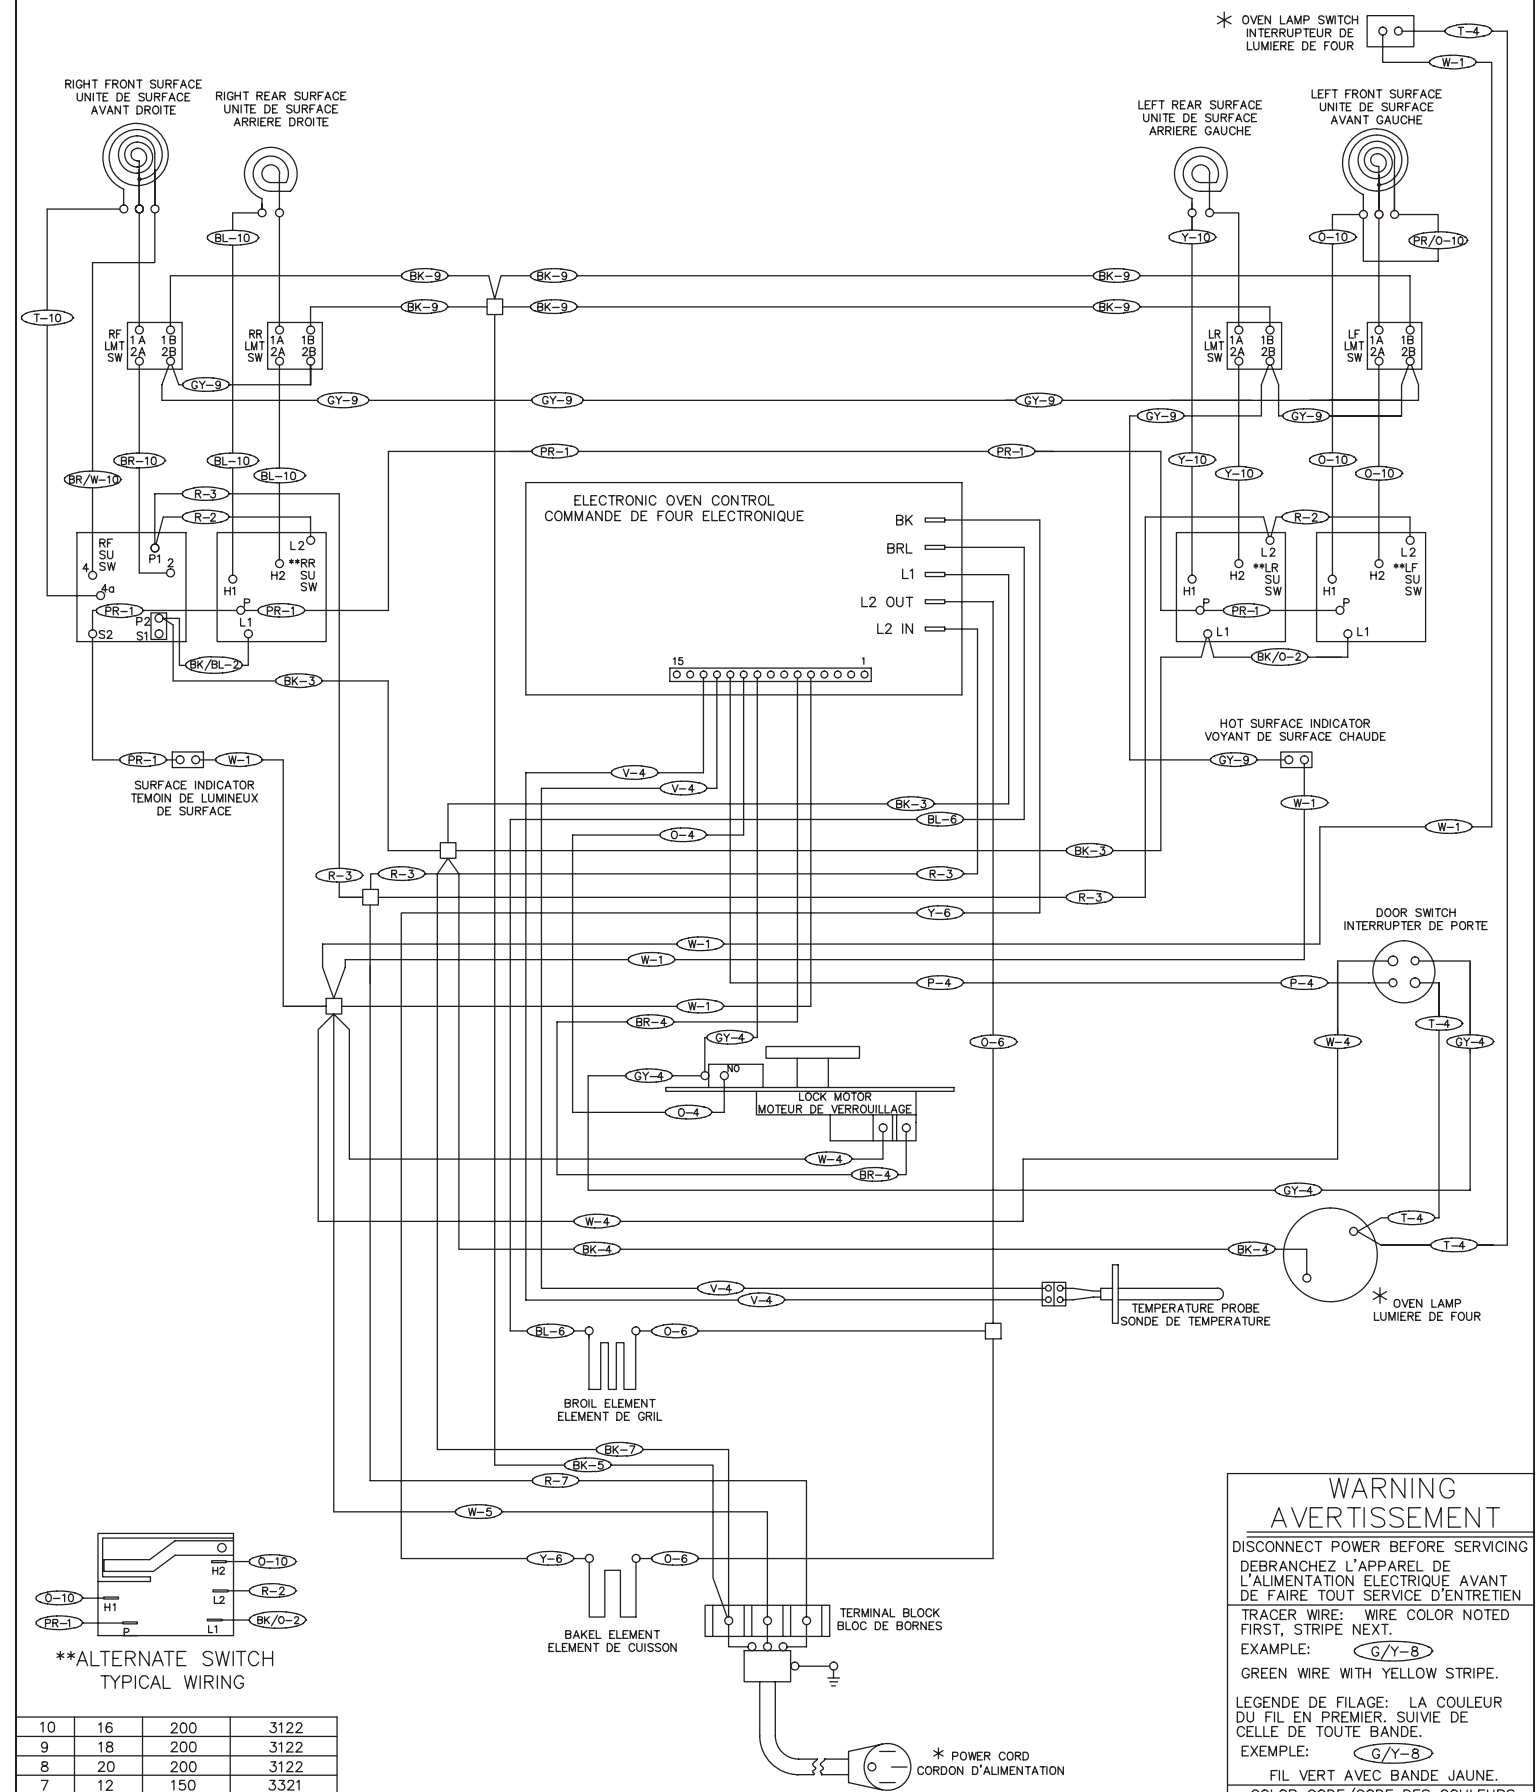 * OVEN LAMP SWITCH
INTERRUPTEUR DE
LUMIERE DE FOUR
T-4
W-1
RIGHT FRONT SURFACE
UNITE DE SURFACE
AVANT DROITE
RIGHT REAR SURFACE
UNITE DE SURFACE
ARRIERE DROITE
LEFT REAR SURFACE
UNITE DE SURFACE
ARRIERE GAUCHE
LEFT FRONT SURFACE
UNITE DE SURFACE
AVANT GAUCHE
BL-10
Y-10
O-10
PR/O-10
BK-9
BK-9
BK-9
BK-9
BK-9
BK-9
T-10
RF
LMT
SW
1A
1B
2A
2B
RR
LMT
SW
1A
1B
2A
2B
LR
LMT
SW
1A
1B
2A
2B
LF
LMT
SW
1A
1B
2A
2B
GY-9
GY-9
GY-9
GY-9
GY-9
GY-9
PR-1
PR-1
BR-10
BL-10
BL-10
BR/W-10
Y-10
Y-10
O-10
O-10
R-3
R-2
R-2
ELECTRONIC OVEN CONTROL
COMMANDE DE FOUR ELECTRONIQUE
BK
BRL
L1
L2 OUT
L2 IN
15
1
RF
SU
SW
P1
2
4
4a
PR-1
P2
S1
S2
L2
**RR
SU
SW
H2
H1
P
PR-1
L1
L2
**LR
SU
SW
H2
H1
P
PR-1
L1
L2
**LF
SU
SW
H2
H1
P
L1
BK/BL-2
BK-3
BK/O-2
HOT SURFACE INDICATOR
VOYANT DE SURFACE CHAUDE
GY-9
W-1
PR-1
W-1
SURFACE INDICATOR
TEMOIN DE LUMINEUX
DE SURFACE
V-4
V-4
BK-3
BL-6
O-4
W-1
BK-3
R-3
R-3
R-3
R-3
Y-6
DOOR SWITCH
INTERRUPTER DE PORTE
W-1
W-1
P-4
P-4
W-1
BR-4
T-4
GY-4
O-6
W-4
GY-4
GY-4
NO
LOCK MOTOR
MOTEUR DE VERROUILLAGE
O-4
W-4
BR-4
GY-4
W-4
T-4
BK-4
BK-4
T-4
V-4
V-4
TEMPERATURE PROBE
SONDE DE TEMPERATURE
* OVEN LAMP
LUMIERE DE FOUR
BL-6
O-6
BROIL ELEMENT
ELEMENT DE GRIL
BK-7
BK-5
R-7
W-5
Y-6
O-6
BAKEL ELEMENT
ELEMENT DE CUISSON
TERMINAL BLOCK
BLOC DE BORNES
* POWER CORD
CORDON D'ALIMENTATION
H2
O-10
O-10
H1
L2
R-2
PR-1
P
L1
BK/O-2
**ALTERNATE SWITCH
TYPICAL WIRING
10 16 200 3122
9 18 200 3122
8 20 200 3122
7 12 150 3321
WARNING
AVERTISSEMENT
DISCONNECT POWER BEFORE SERVICING
DEBRANCHEZ L'APPAREL DE
L'ALIMENTATION ELECTRIQUE AVANT
DE FAIRE TOUT SERVICE D'ENTRETIEN
TRACER WIRE: WIRE COLOR NOTED
FIRST, STRIPE NEXT.
EXAMPLE: G/Y-8
GREEN WIRE WITH YELLOW STRIPE.
LEGENDE DE FILAGE: LA COULEUR
DU FIL EN PREMIER. SUIVIE DE
CELLE DE TOUTE BANDE.
EXEMPLE: G/Y-8
FIL VERT AVEC BANDE JAUNE.
COLOR CODE/CODE DES COULEURS